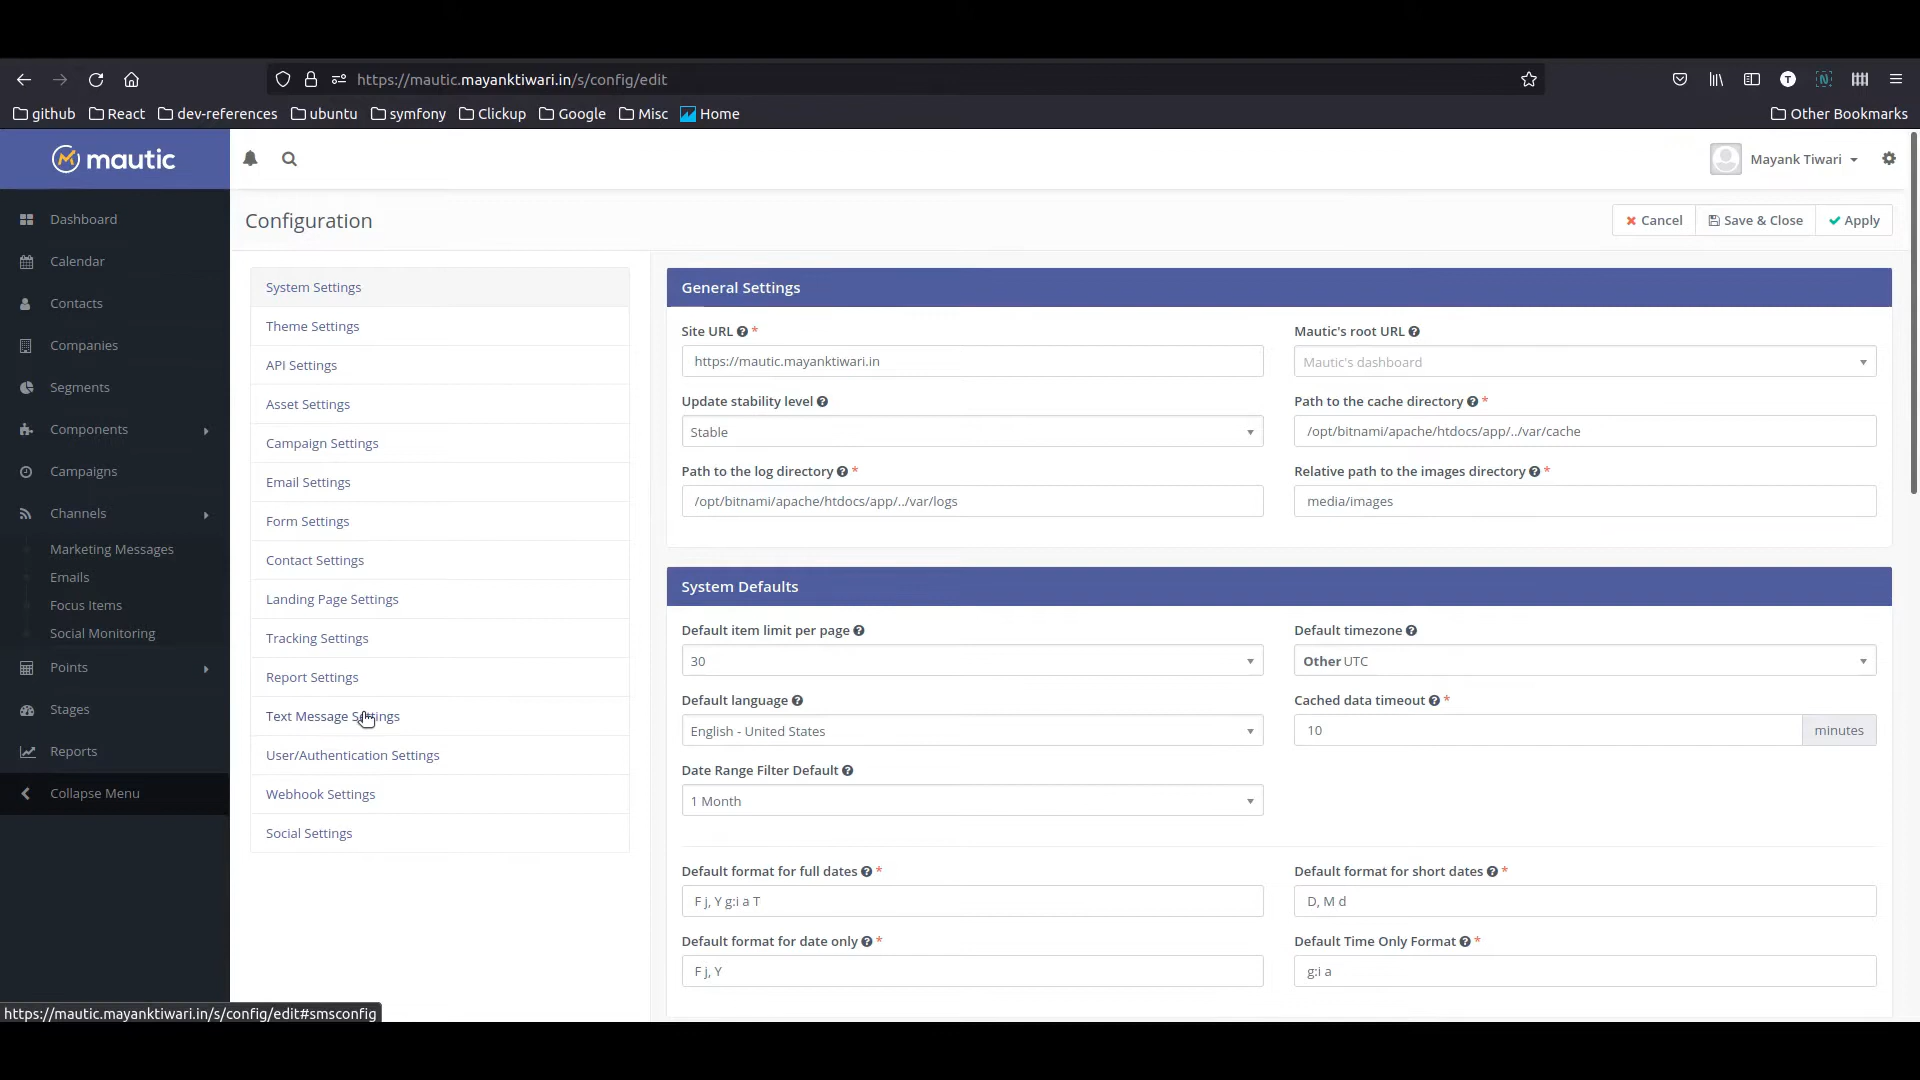 https://mautic.mayanktiwari.in/s/config/edit
github React dev-references ubuntu symfony Clickup Google Misc Home Other Bookmarks
mautic
Mayank Tiwari
Configuration
Cancel Save & Close Apply
Dashboard
Calendar
Contacts
Companies
Segments
Components
Campaigns
Channels
Marketing Messages
Emails
Focus Items
Social Monitoring
Points
Stages
Reports
Collapse Menu
System Settings
Theme Settings
API Settings
Asset Settings
Campaign Settings
Email Settings
Form Settings
Contact Settings
Landing Page Settings
Tracking Settings
Report Settings
Text Message Settings
User/Authentication Settings
Webhook Settings
Social Settings
General Settings
Site URL * Mautic's root URL
https://mautic.mayanktiwari.in Mautic's dashboard
Update stability level Path to the cache directory *
Stable /opt/bitnami/apache/htdocs/app/../var/cache
Path to the log directory * Relative path to the images directory *
/opt/bitnami/apache/htdocs/app/../var/logs media/images
System Defaults
Default item limit per page Default timezone
30 Other UTC
Default language Cached data timeout *
English - United States 10 minutes
Date Range Filter Default
1 Month
Default format for full dates * Default format for short dates *
F j, Y g:i a T D, M d
Default format for date only * Default Time Only Format *
F j, Y g:i a
https://mautic.mayanktiwari.in/s/config/edit#smsconfig